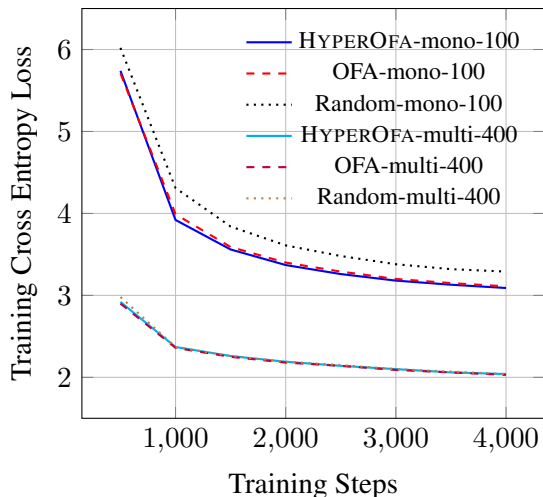 6
5
4
3
2
1,000
2,000
3,000
4,000
Training Cross Entropy Loss
Training Steps
HYPEROFA-mono-100
OFA-mono-100
Random-mono-100
HYPEROFA-multi-400
OFA-multi-400
Random-multi-400